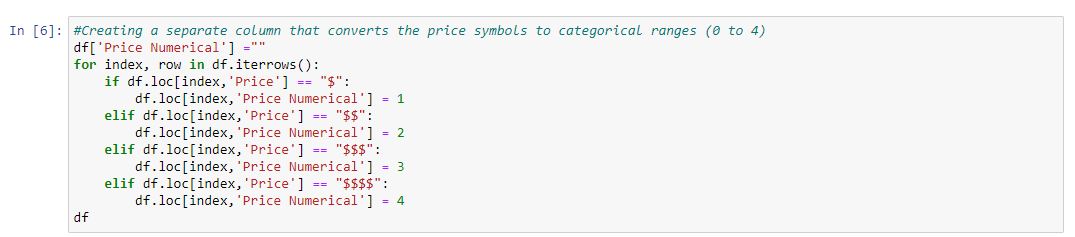 In [6]: #Creating a separate column that converts the price symbols to categorical ranges (0 to 4)
df['Price Numerical'] =""
for index, row in df.iterrows():
    if df.loc[index,'Price'] == "$":
        df.loc[index,'Price Numerical'] = 1
    elif df.loc[index,'Price'] == "$$":
        df.loc[index,'Price Numerical'] = 2
    elif df.loc[index,'Price'] == "$$$":
        df.loc[index,'Price Numerical'] = 3
    elif df.loc[index,'Price'] == "$$$$":
        df.loc[index,'Price Numerical'] = 4
df